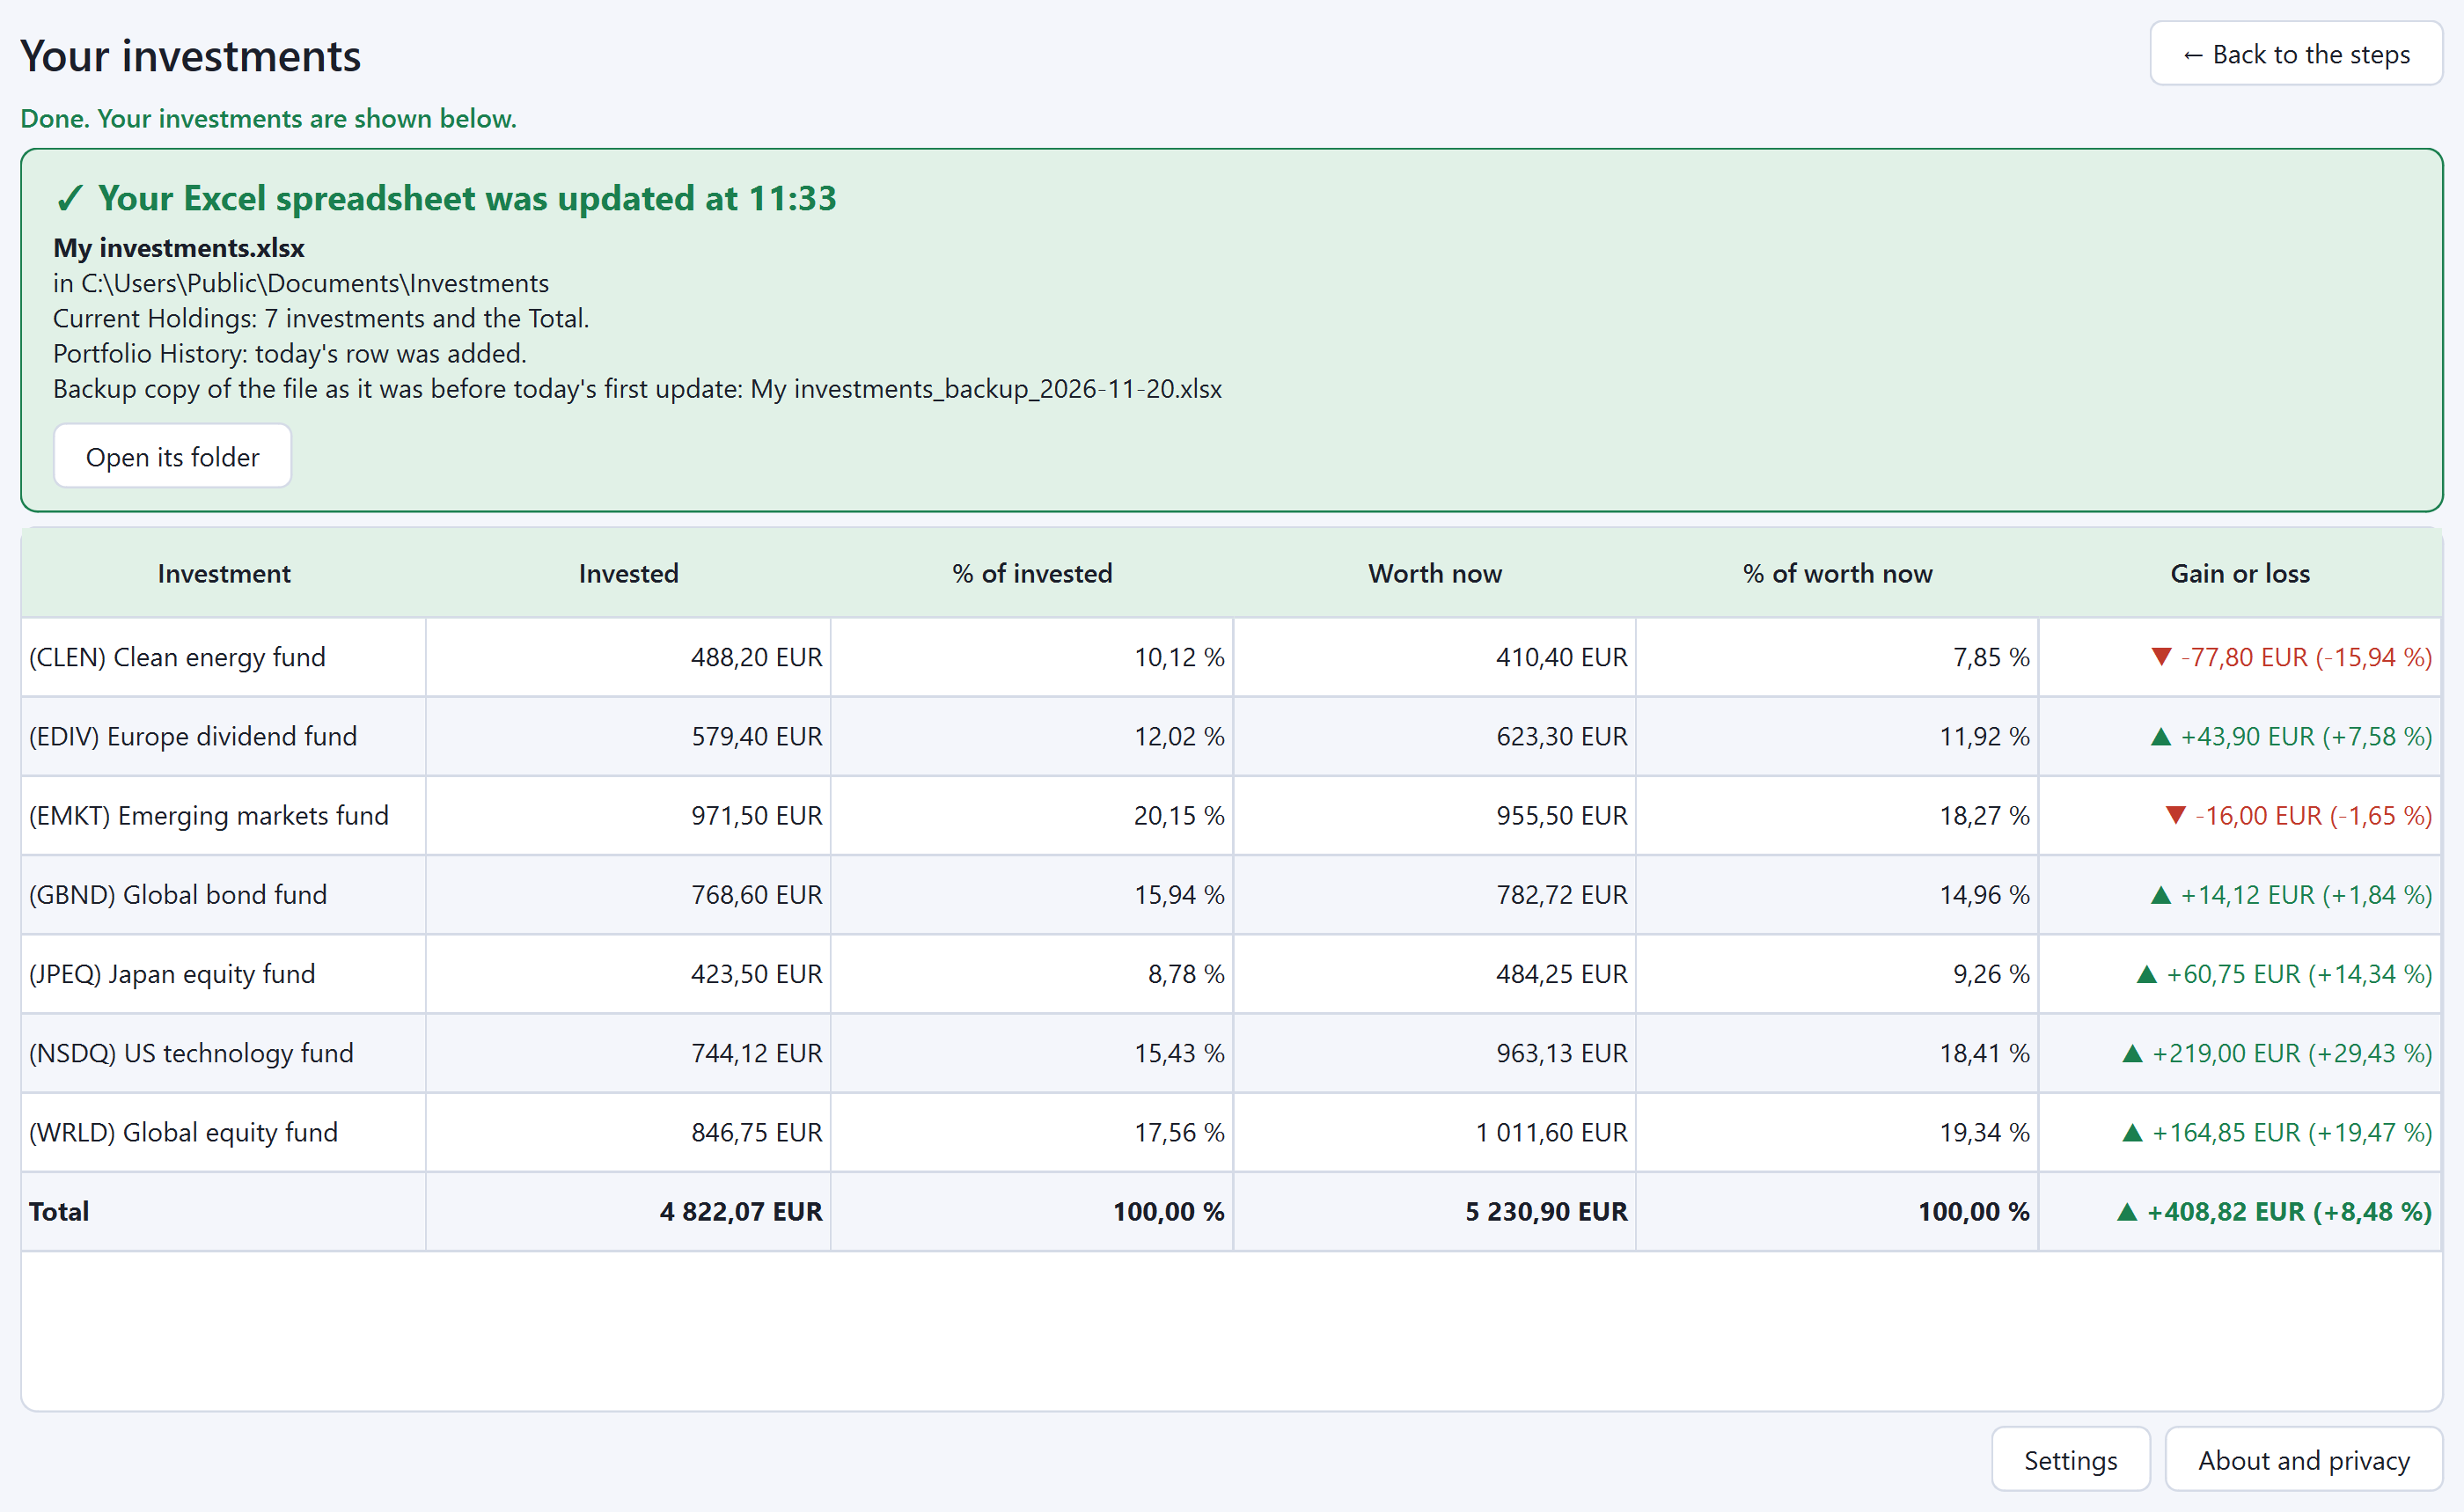 Your investments
← Back to the steps
Done. Your investments are shown below.
✓ Your Excel spreadsheet was updated at 11:33
My investments.xlsx
in C:\Users\Public\Documents\Investments
Current Holdings: 7 investments and the Total.
Portfolio History: today's row was added.
Backup copy of the file as it was before today's first update: My investments_backup_2026-11-20.xlsx
Open its folder
Investment Invested % of invested Worth now % of worth now Gain or loss
(CLEN) Clean energy fund 488,20 EUR 10,12 % 410,40 EUR 7,85 % ▼ -77,80 EUR (-15,94 %)
(EDIV) Europe dividend fund 579,40 EUR 12,02 % 623,30 EUR 11,92 % ▲ +43,90 EUR (+7,58 %)
(EMKT) Emerging markets fund 971,50 EUR 20,15 % 955,50 EUR 18,27 % ▼ -16,00 EUR (-1,65 %)
(GBND) Global bond fund 768,60 EUR 15,94 % 782,72 EUR 14,96 % ▲ +14,12 EUR (+1,84 %)
(JPEQ) Japan equity fund 423,50 EUR 8,78 % 484,25 EUR 9,26 % ▲ +60,75 EUR (+14,34 %)
(NSDQ) US technology fund 744,12 EUR 15,43 % 963,13 EUR 18,41 % ▲ +219,00 EUR (+29,43 %)
(WRLD) Global equity fund 846,75 EUR 17,56 % 1 011,60 EUR 19,34 % ▲ +164,85 EUR (+19,47 %)
Total 4 822,07 EUR 100,00 % 5 230,90 EUR 100,00 % ▲ +408,82 EUR (+8,48 %)
Settings
About and privacy